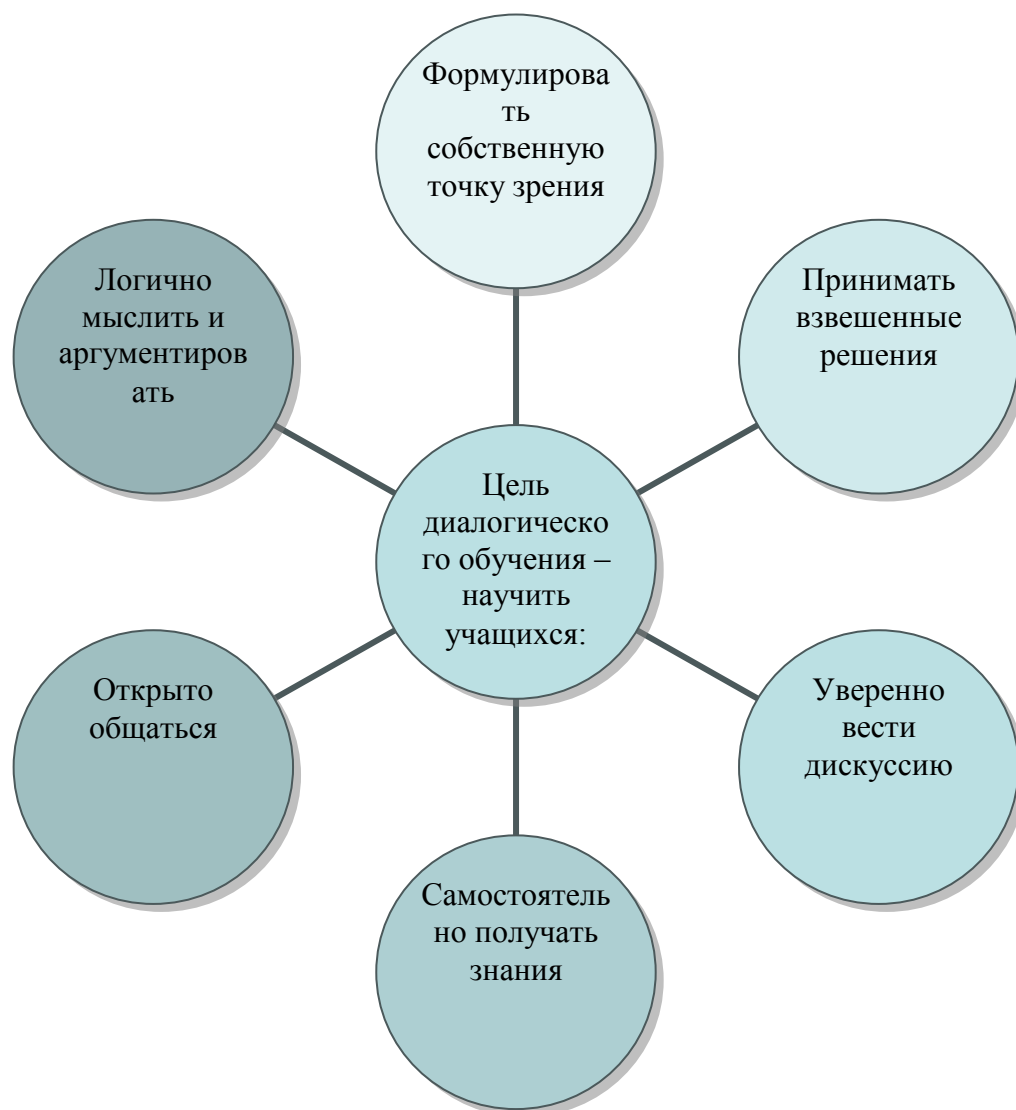 Формулирова
ть
собственную
точку зрения
Логично
мыслить и
аргументиров
ать
Принимать
взвешенные
решения
Цель
диалогическо
го обучения –
научить
учащихся:
Открыто
общаться
Уверенно
вести
дискуссию
Самостоятель
но получать
знания